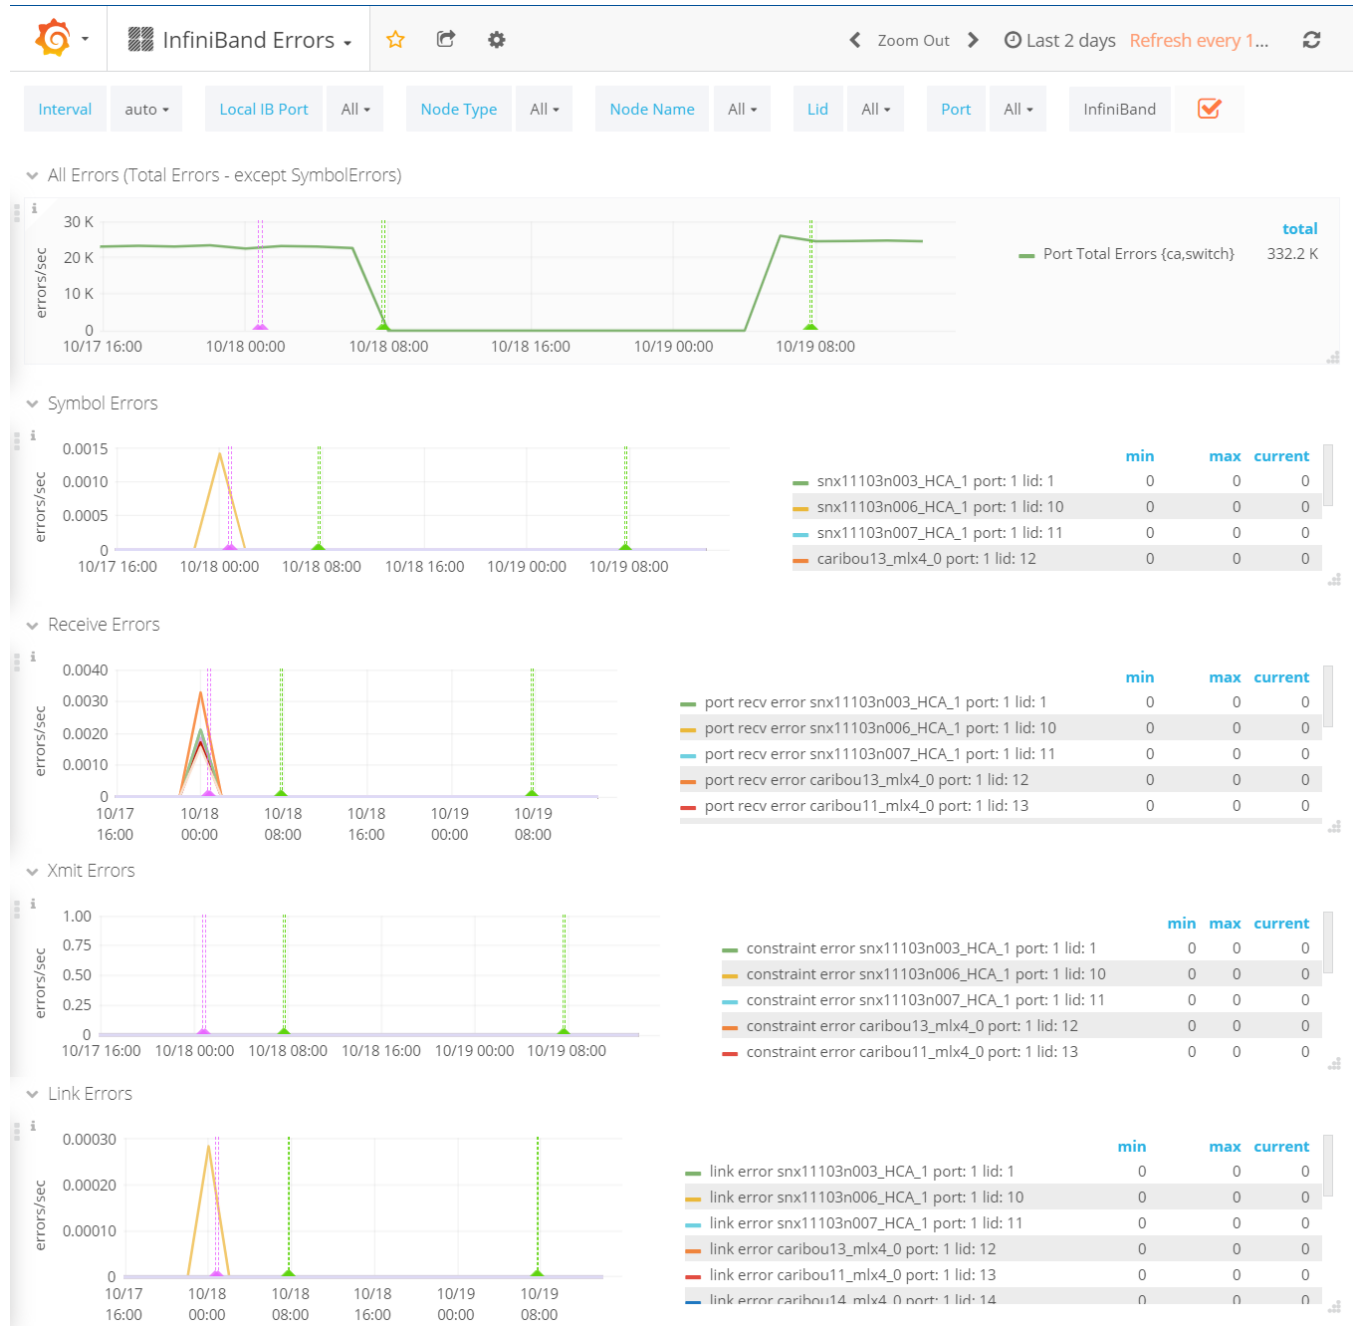 InfiniBand Errors
Zoom Out Last 2 days Refresh every 1...
Interval auto Local IB Port All Node Type All Node Name All Lid All Port All InfiniBand
All Errors (Total Errors - except SymbolErrors)
30 K
20 K
10 K
0
errors/sec
10/17 16:00 10/18 00:00 10/18 08:00 10/18 16:00 10/19 00:00 10/19 08:00
total
Port Total Errors {ca,switch} 332.2 K
Symbol Errors
0.0015
0.0010
0.0005
0
errors/sec
10/17 16:00 10/18 00:00 10/18 08:00 10/18 16:00 10/19 00:00 10/19 08:00
min max current
snx11103n003_HCA_1 port: 1 lid: 1 0 0 0
snx11103n006_HCA_1 port: 1 lid: 10 0 0 0
snx11103n007_HCA_1 port: 1 lid: 11 0 0 0
caribou13_mlx4_0 port: 1 lid: 12 0 0 0
Receive Errors
0.0040
0.0030
0.0020
0.0010
0
errors/sec
10/17 10/18 10/18 10/18 10/19 10/19
16:00 00:00 08:00 16:00 00:00 08:00
min max current
port recv error snx11103n003_HCA_1 port: 1 lid: 1 0 0 0
port recv error snx11103n006_HCA_1 port: 1 lid: 10 0 0 0
port recv error snx11103n007_HCA_1 port: 1 lid: 11 0 0 0
port recv error caribou13_mlx4_0 port: 1 lid: 12 0 0 0
port recv error caribou11_mlx4_0 port: 1 lid: 13 0 0 0
Xmit Errors
1.00
0.75
0.50
0.25
0
errors/sec
10/17 16:00 10/18 00:00 10/18 08:00 10/18 16:00 10/19 00:00 10/19 08:00
min max current
constraint error snx11103n003_HCA_1 port: 1 lid: 1 0 0 0
constraint error snx11103n006_HCA_1 port: 1 lid: 10 0 0 0
constraint error snx11103n007_HCA_1 port: 1 lid: 11 0 0 0
constraint error caribou13_mlx4_0 port: 1 lid: 12 0 0 0
constraint error caribou11_mlx4_0 port: 1 lid: 13 0 0 0
Link Errors
0.00030
0.00020
0.00010
0
errors/sec
10/17 10/18 10/18 10/18 10/19 10/19
16:00 00:00 08:00 16:00 00:00 08:00
min max current
link error snx11103n003_HCA_1 port: 1 lid: 1 0 0 0
link error snx11103n006_HCA_1 port: 1 lid: 10 0 0 0
link error snx11103n007_HCA_1 port: 1 lid: 11 0 0 0
link error caribou13_mlx4_0 port: 1 lid: 12 0 0 0
link error caribou11_mlx4_0 port: 1 lid: 13 0 0 0
link error caribou14_mlx4_0 port: 1 lid: 14 0 0 0